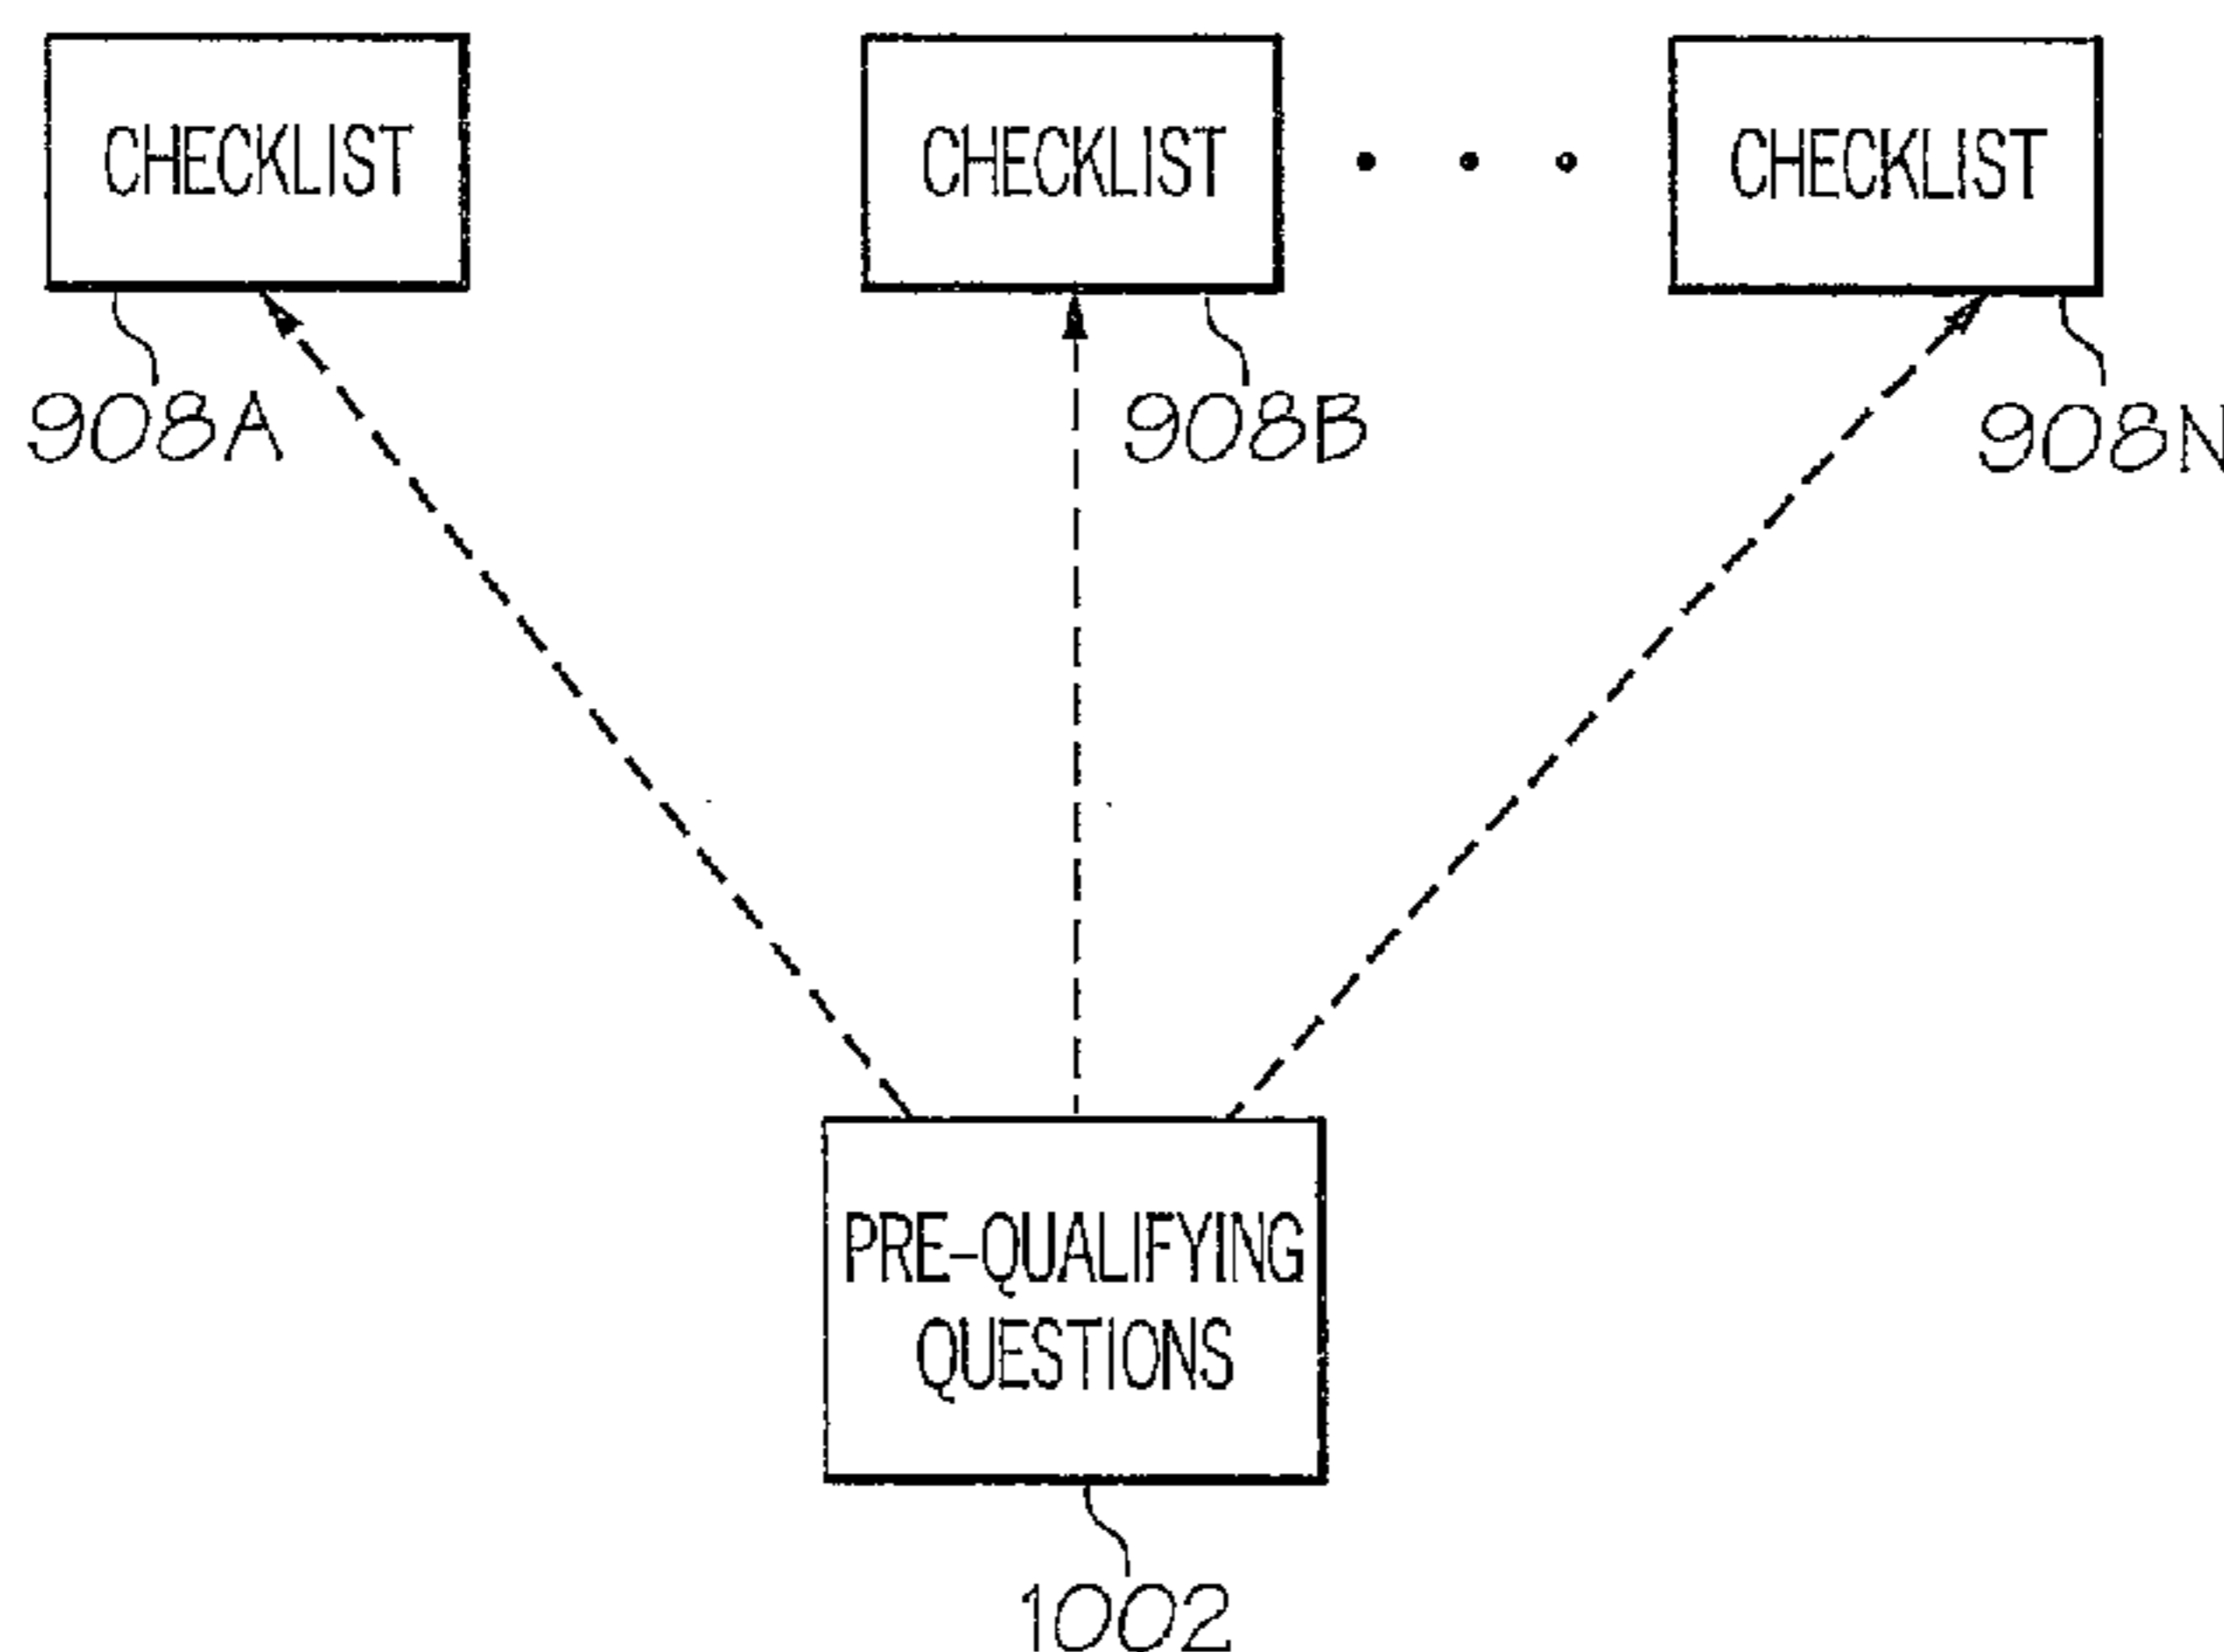 CHECKLIST CHECKLIST • • • CHECKLIST
908A 908B 908N
PRE-QUALIFYING
QUESTIONS
1002